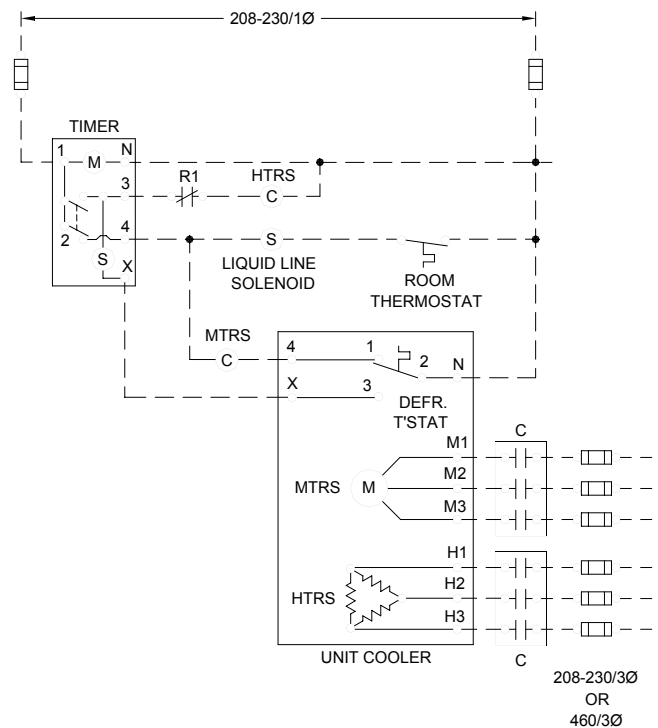 208-230/1Ø
TIMER
1
M
N
3
R1
HTRS
C
2
4
S
LIQUID LINE
SOLENOID
ROOM
THERMOSTAT
S
X
MTRS
C
4
1
2
N
X
3
DEFR.
T'STAT
MTRS
M
M1
M2
M3
C
HTRS
H1
H2
H3
C
UNIT COOLER
208-230/3Ø
OR
460/3Ø